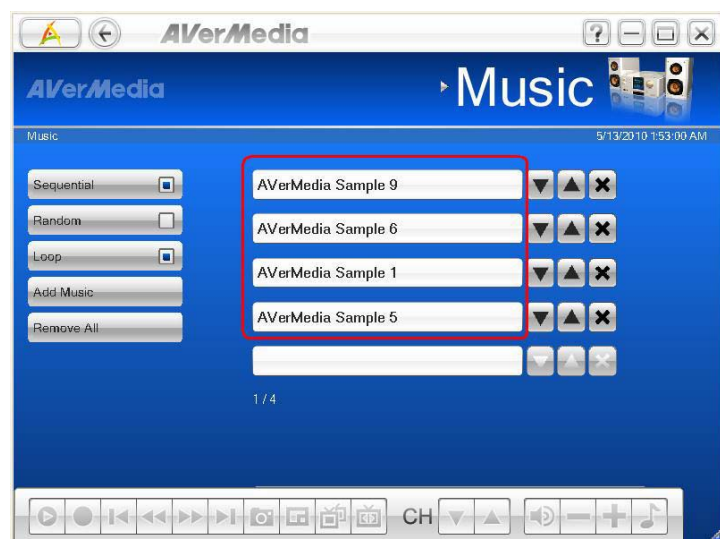 AVerMedia
?
AVerMedia
Music
Music
5/13/2010 1:53:00 AM
Sequential
Random
Loop
Add Music
Remove All
AVerMedia Sample 9
AVerMedia Sample 6
AVerMedia Sample 1
AVerMedia Sample 5
1 / 4
CH